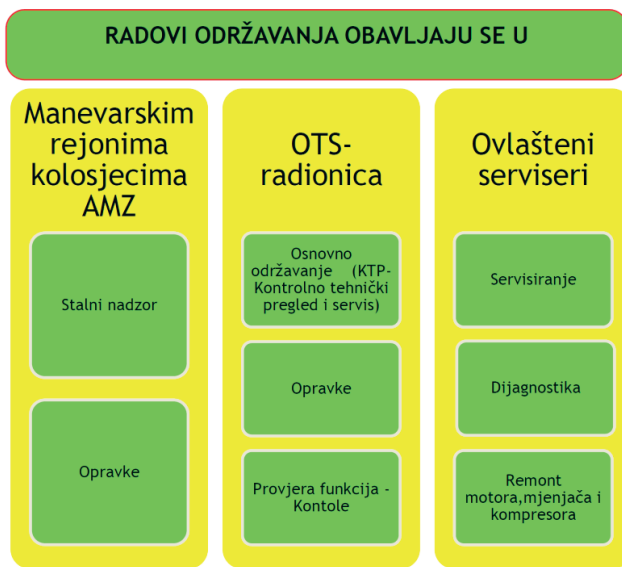 RADOVI ODRŽAVANJA OBAVLJAJU SE U
Manevarskim
rejonima
kolosjecima
AMZ
Stalni nadzor
Opravke
OTS-
radionica
Osnovno
održavanje (KTP-
Kontrolno tehnički
pregled i servis)
Opravke
Provjera funkcija -
Kontole
Ovlašteni
serviseri
Servisiranje
Dijagnostika
Remont
motora,mjenjača i
kompresora